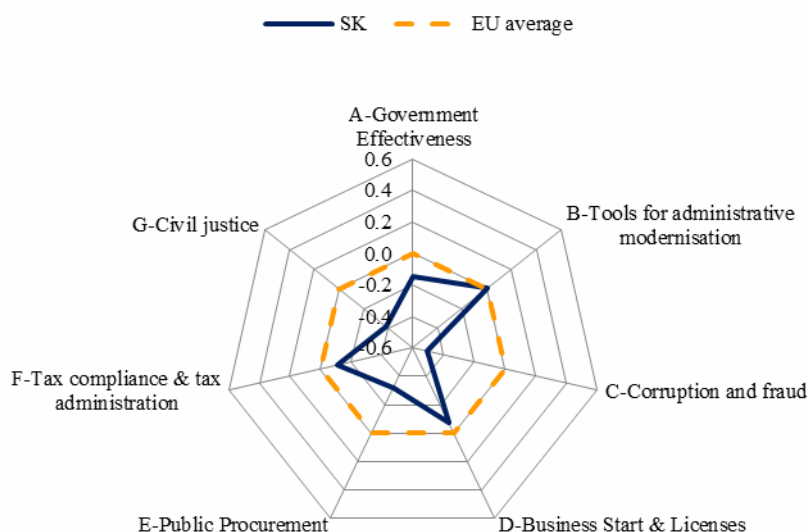 SK
EU average
A-Government
Effectiveness
0.6
0.4
0.2
0.0
-0.2
-0.4
-0.6
B-Tools for administrative
modernisation
C-Corruption and fraud
D-Business Start & Licenses
E-Public Procurement
F-Tax compliance & tax
administration
G-Civil justice